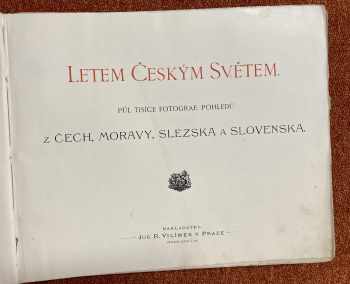 LETEM ČESKÝM SVĚTEM.
PŮL TISÍCE FOTOGRAF. POHLEDŮ
Z ČECH, MORAVY, SLEZSKA A SLOVENSKA.
NAKLADATEL
JOS. R. VILÍMEK V PRAZE